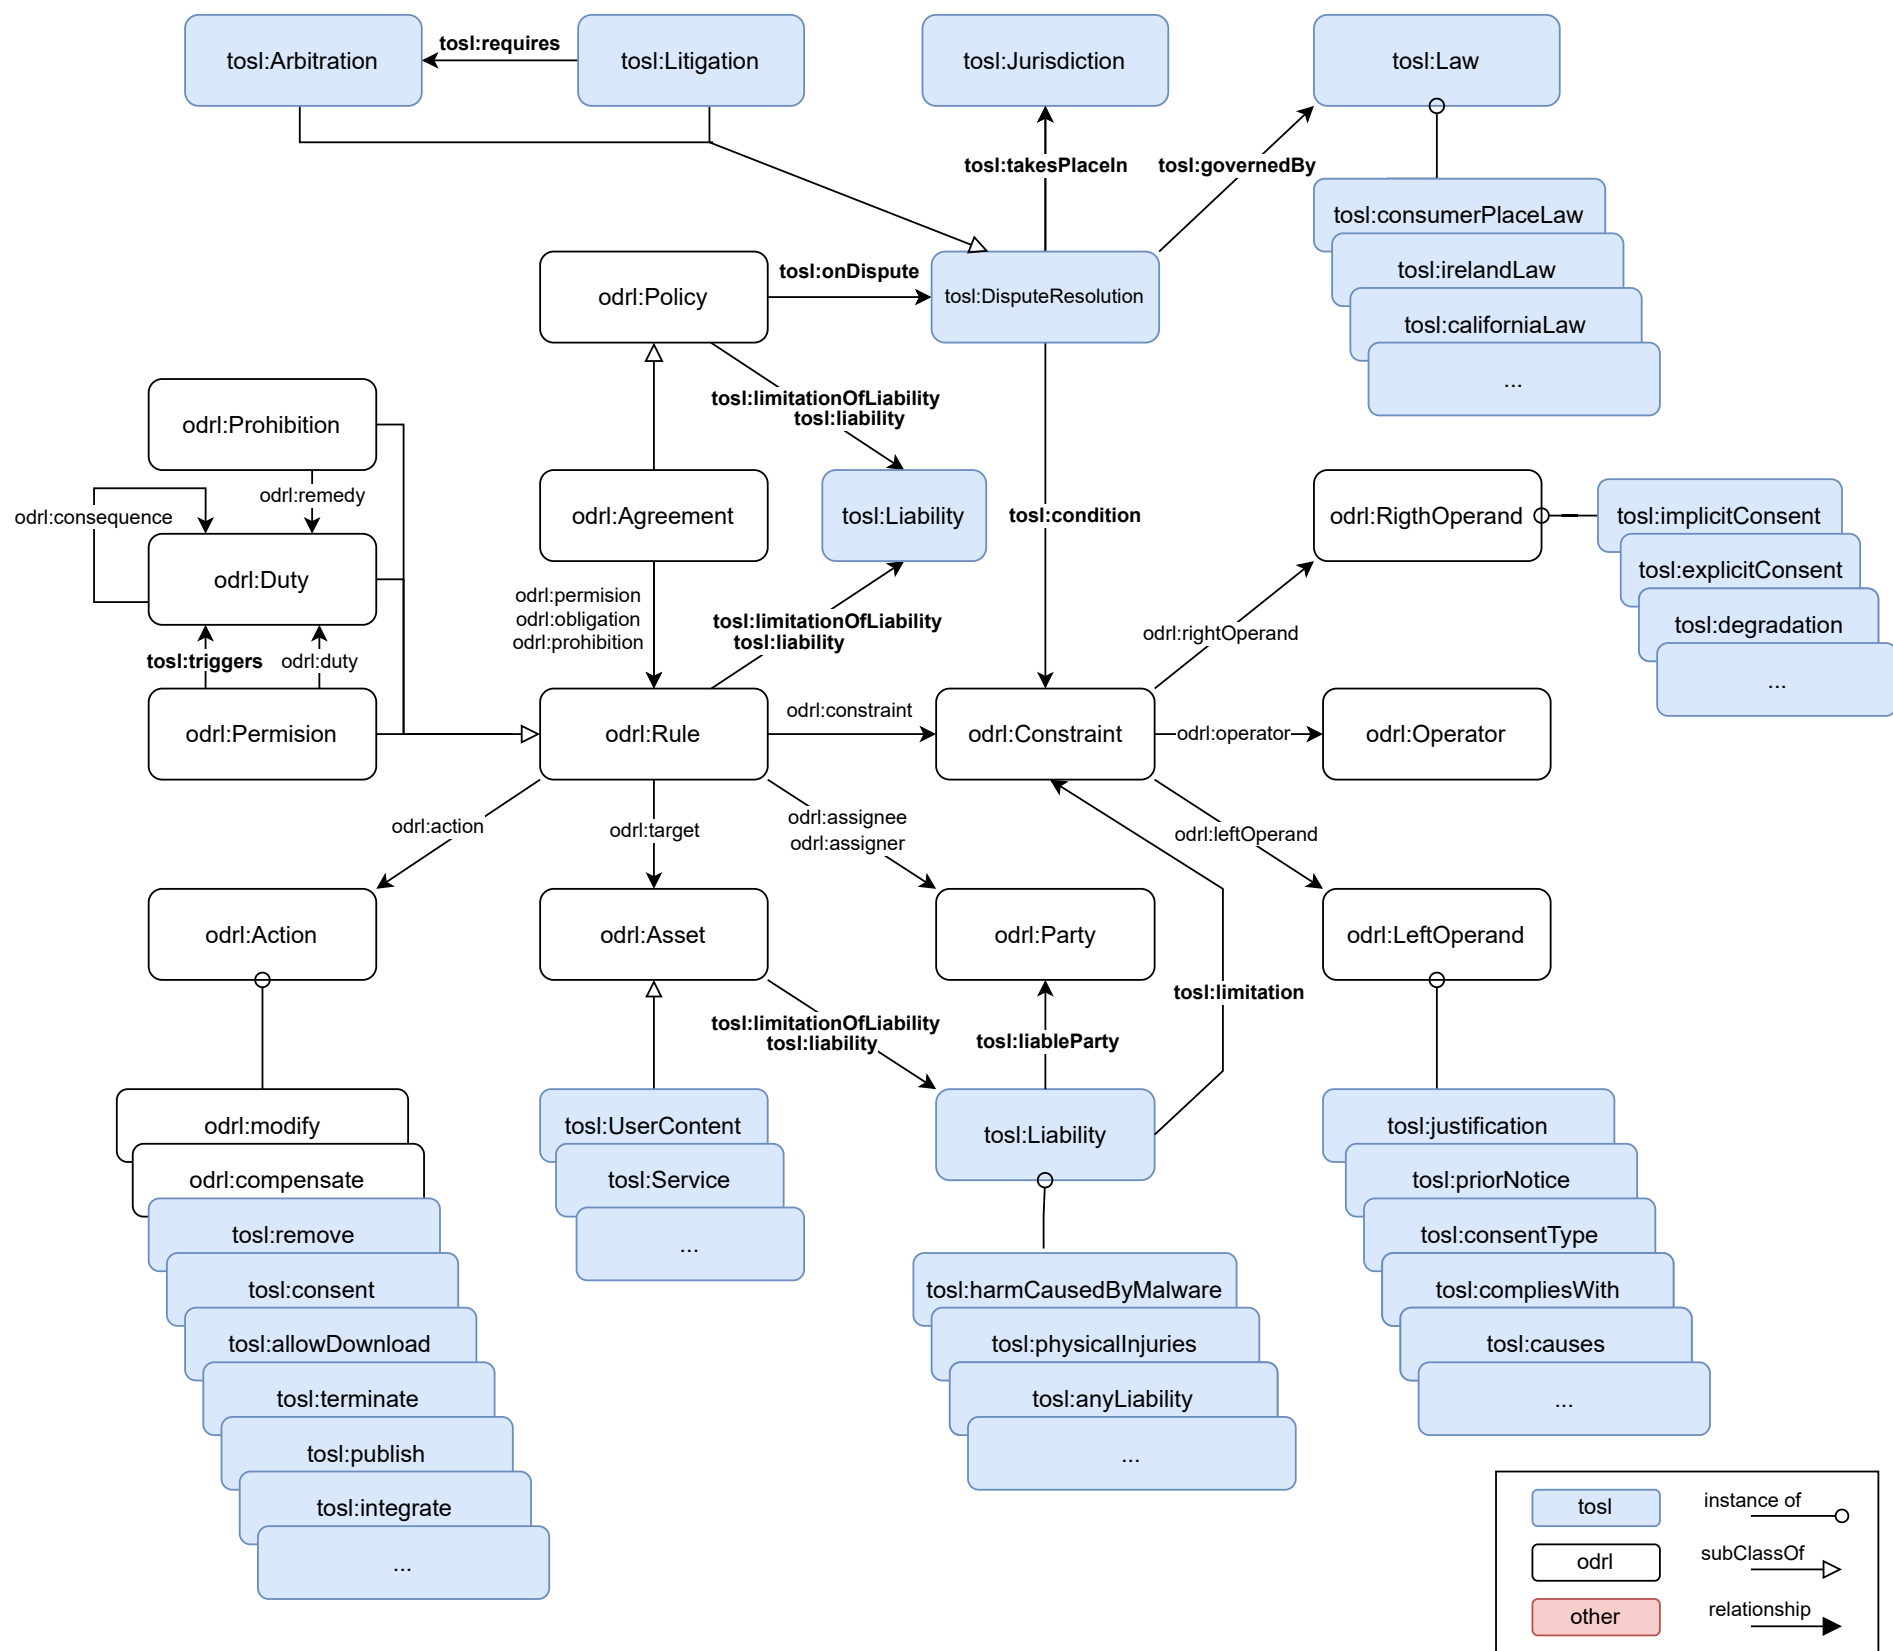 tosl:Arbitration
tosl:requires
tosl:Litigation
tosl:Jurisdiction
tosl:Law
tosl:takesPlaceIn
tosl:governedBy
tosl:consumerPlaceLaw
tosl:irelandLaw
tosl:californiaLaw
...
odrl:Policy
tosl:onDispute
tosl:DisputeResolution
tosl:limitationOfLiability
tosl:liability
odrl:Prohibition
odrl:remedy
odrl:consequence
odrl:Duty
tosl:triggers
odrl:duty
odrl:Permision
odrl:Agreement
tosl:Liability
tosl:condition
odrl:permision
odrl:obligation
odrl:prohibition
tosl:limitationOfLiability
tosl:liability
odrl:RigthOperand
tosl:implicitConsent
tosl:explicitConsent
tosl:degradation
...
odrl:rightOperand
odrl:Rule
odrl:constraint
odrl:Constraint
odrl:operator
odrl:Operator
odrl:action
odrl:target
odrl:assignee
odrl:assigner
odrl:leftOperand
odrl:Action
odrl:Asset
odrl:Party
odrl:LeftOperand
tosl:limitationOfLiability
tosl:liability
tosl:liableParty
tosl:limitation
odrl:modify
odrl:compensate
tosl:remove
tosl:consent
tosl:allowDownload
tosl:terminate
tosl:publish
tosl:integrate
...
tosl:UserContent
tosl:Service
...
tosl:Liability
tosl:harmCausedByMalware
tosl:physicalInjuries
tosl:anyLiability
...
tosl:justification
tosl:priorNotice
tosl:consentType
tosl:compliesWith
tosl:causes
...
tosl
instance of
odrl
subClassOf
other
relationship